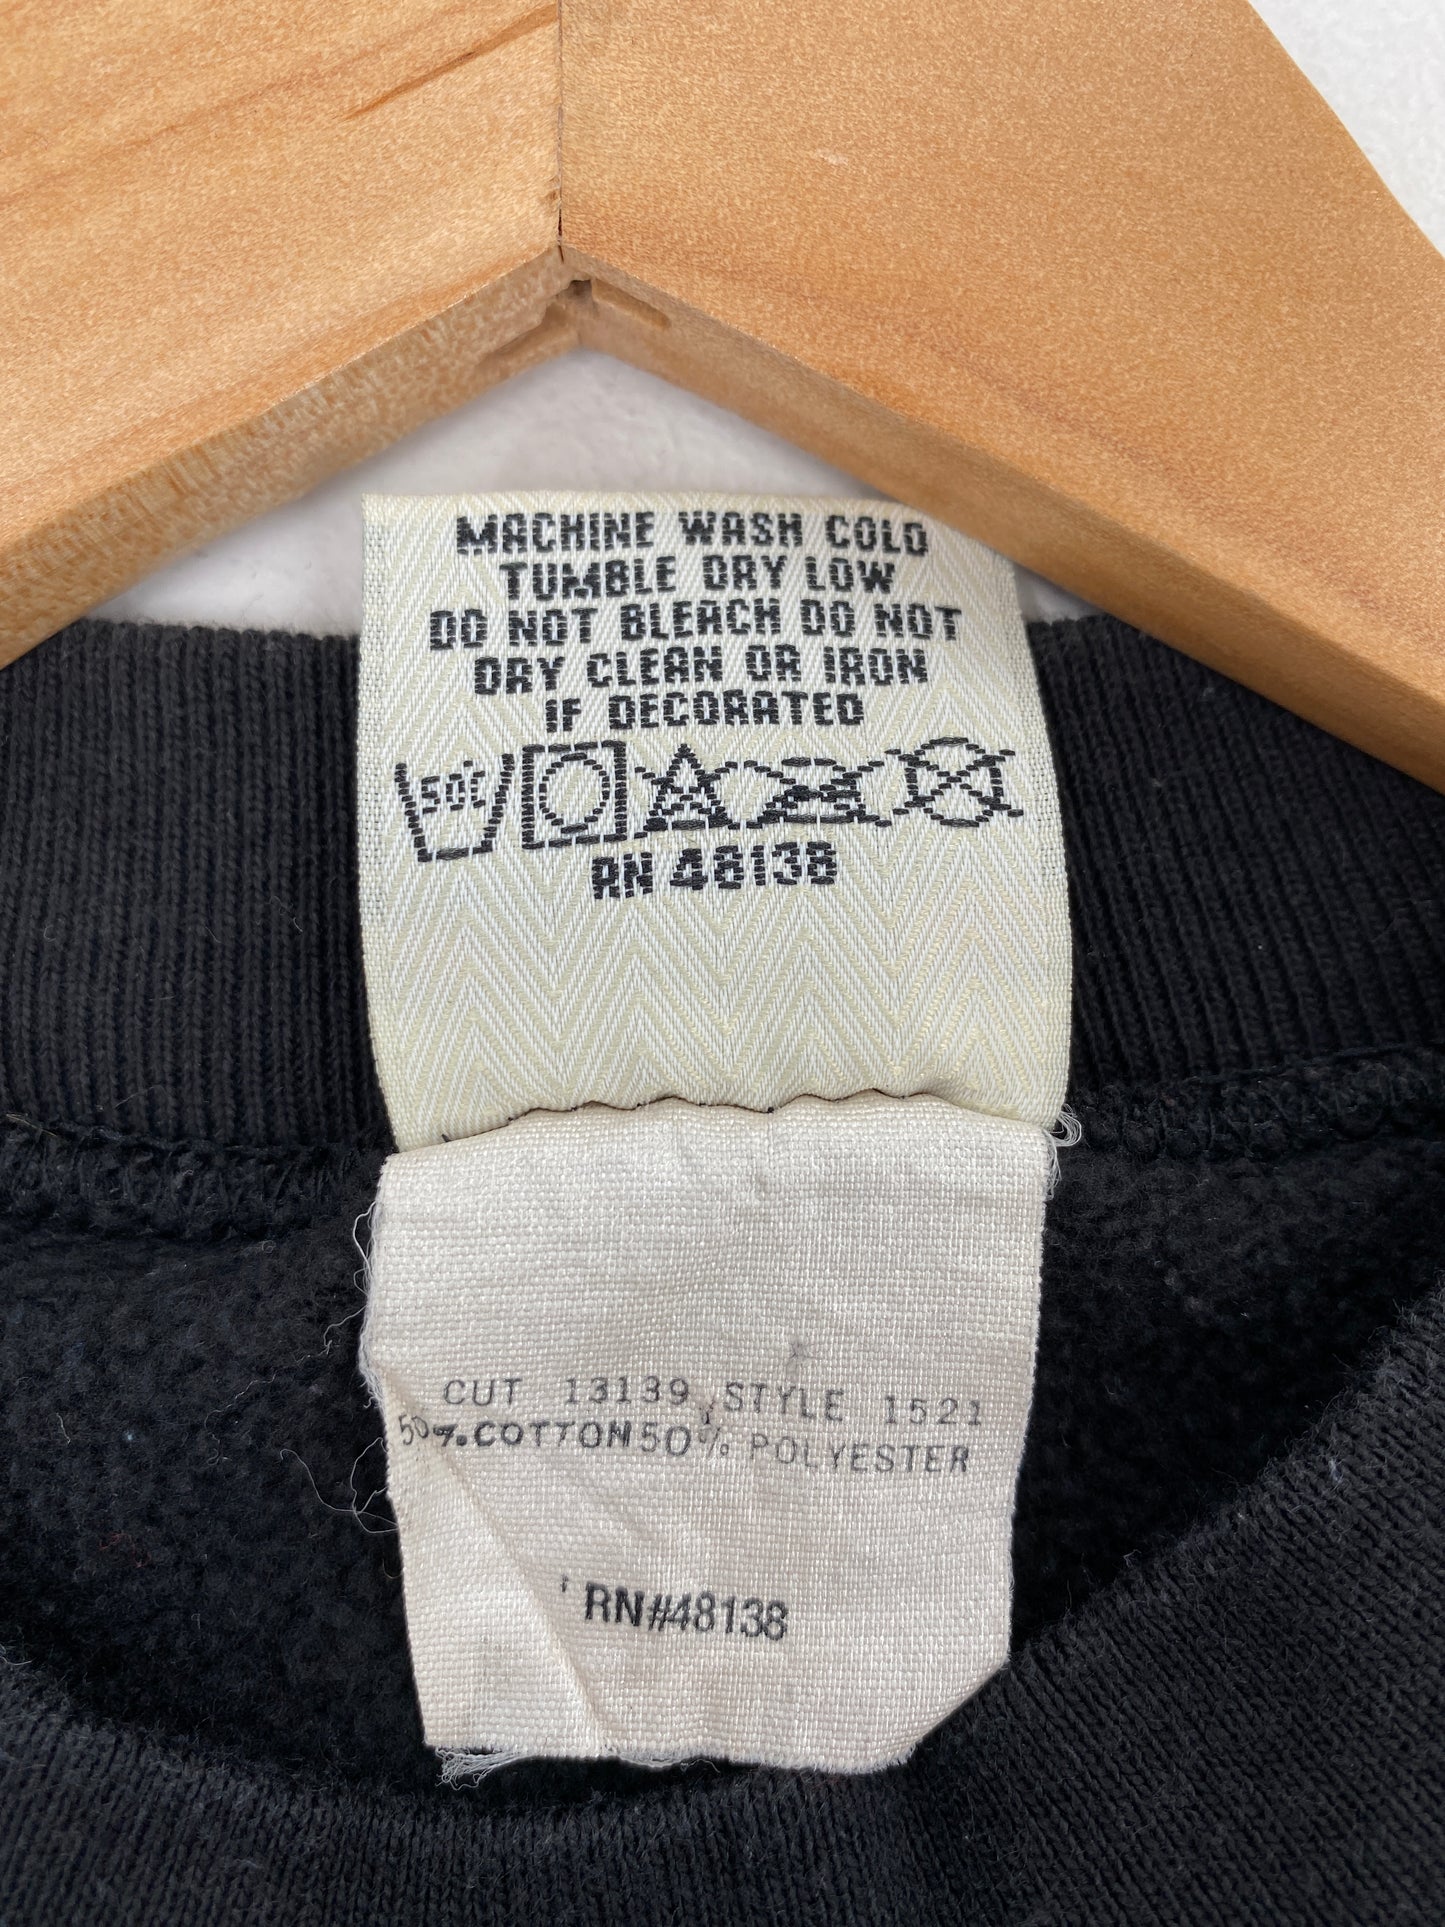 MACHINE WASH COLD
TUMBLE DRY LOW
DO NOT BLEACH DO NOT
DRY CLEAN OR IRON
IF DECORATED
50°C
RN 48138
CUT 13139 STYLE 1521
50%COTTON50% POLYESTER
RN#48138